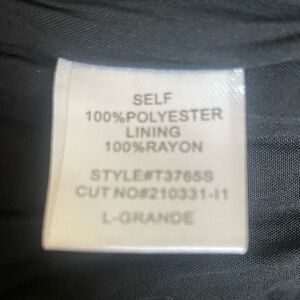 SELF
100%POLYESTER
LINING
100%RAYON
STYLE#T3765S
CUT NO#210331-I1
L-GRANDE